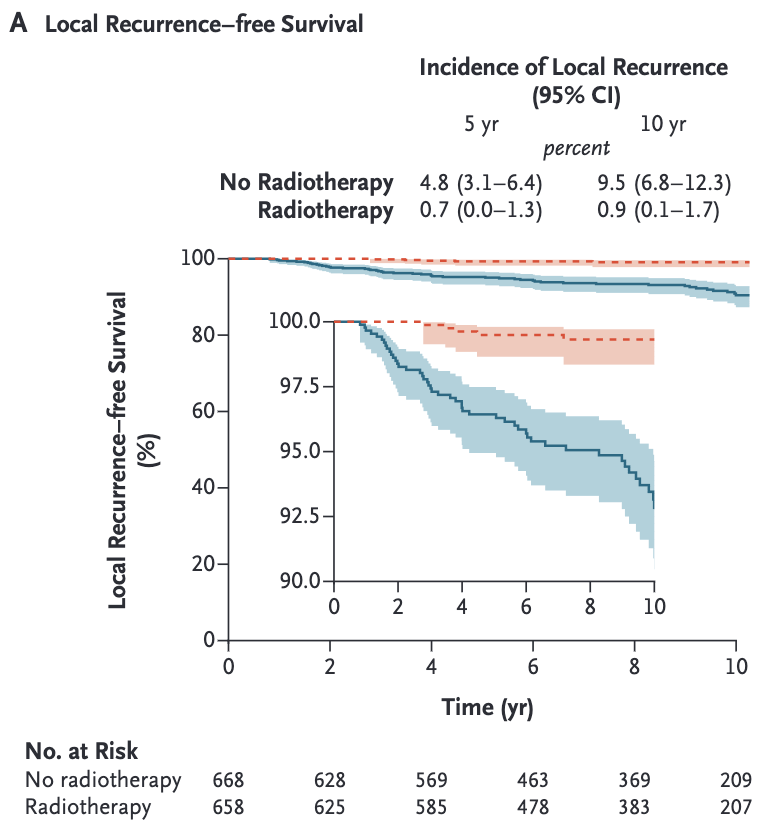 A Local Recurrence–free Survival
Incidence of Local Recurrence
(95% CI)
5 yr 10 yr
percent
No Radiotherapy 4.8 (3.1–6.4) 9.5 (6.8–12.3)
Radiotherapy 0.7 (0.0–1.3) 0.9 (0.1–1.7)
Local Recurrence–free Survival
(%)
100
80
60
40
20
0
100.0
97.5
95.0
92.5
90.0
0 2 4 6 8 10
0 2 4 6 8 10
Time (yr)
No. at Risk
No radiotherapy 668 628 569 463 369 209
Radiotherapy 658 625 585 478 383 207